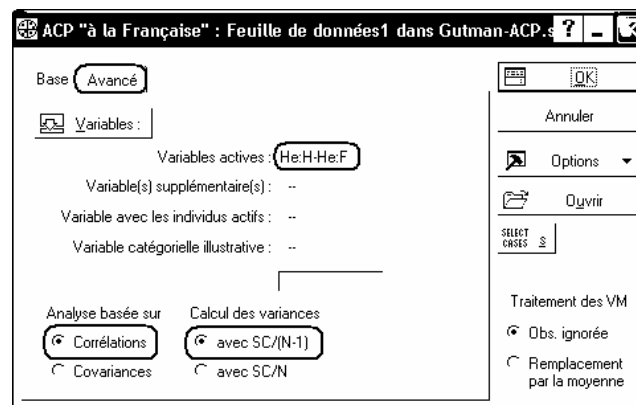 ACP "à la Française" : Feuille de données1 dans Gutman-ACP.s
Base Avancé
Variables :
Variables actives : He:H-He:F
Variable(s) supplémentaire(s) : --
Variable avec les individus actifs : --
Variable catégorielle illustrative : --
Analyse basée sur
Corrélations
Covariances
Calcul des variances
avec SC/(N-1)
avec SC/N
OK
Annuler
Options
Ouvrir
SELECT
CASES S
Traitement des VM
Obs. ignorée
Remplacement
par la moyenne